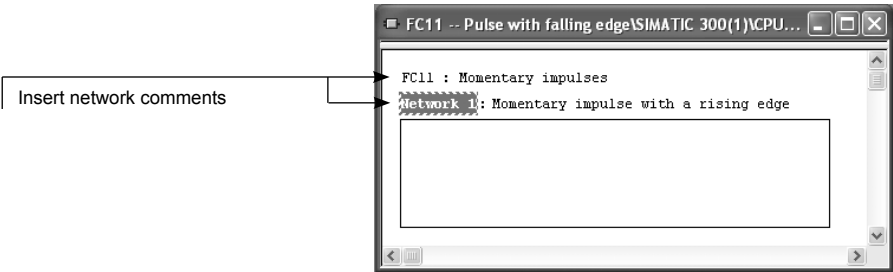 FC11 -- Pulse with falling edge\SIMATIC 300(1)\CPU...
FC11 : Momentary impulses
Insert network comments
Network 1: Momentary impulse with a rising edge